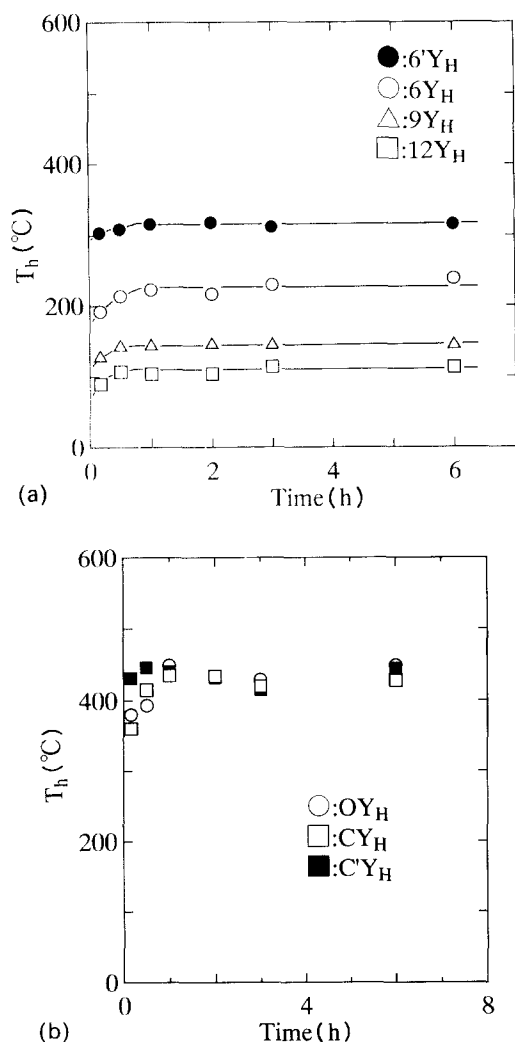 600
●:6'Y_H
○:6Y_H
△:9Y_H
□:12Y_H
400
T_h (℃)
200
0
0 2 4 6
(a) Time (h)
600
400
T_h (℃)
○:OY_H
□:CY_H
■:C'Y_H
200
0
0 4 8
(b) Time (h)